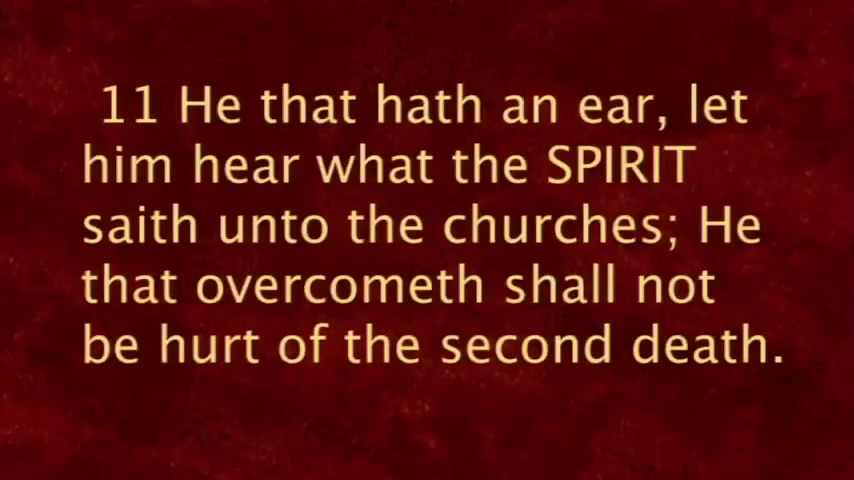 11 He that hath an ear, let
him hear what the SPIRIT
saith unto the churches; He
that overcometh shall not
be hurt of the second death.